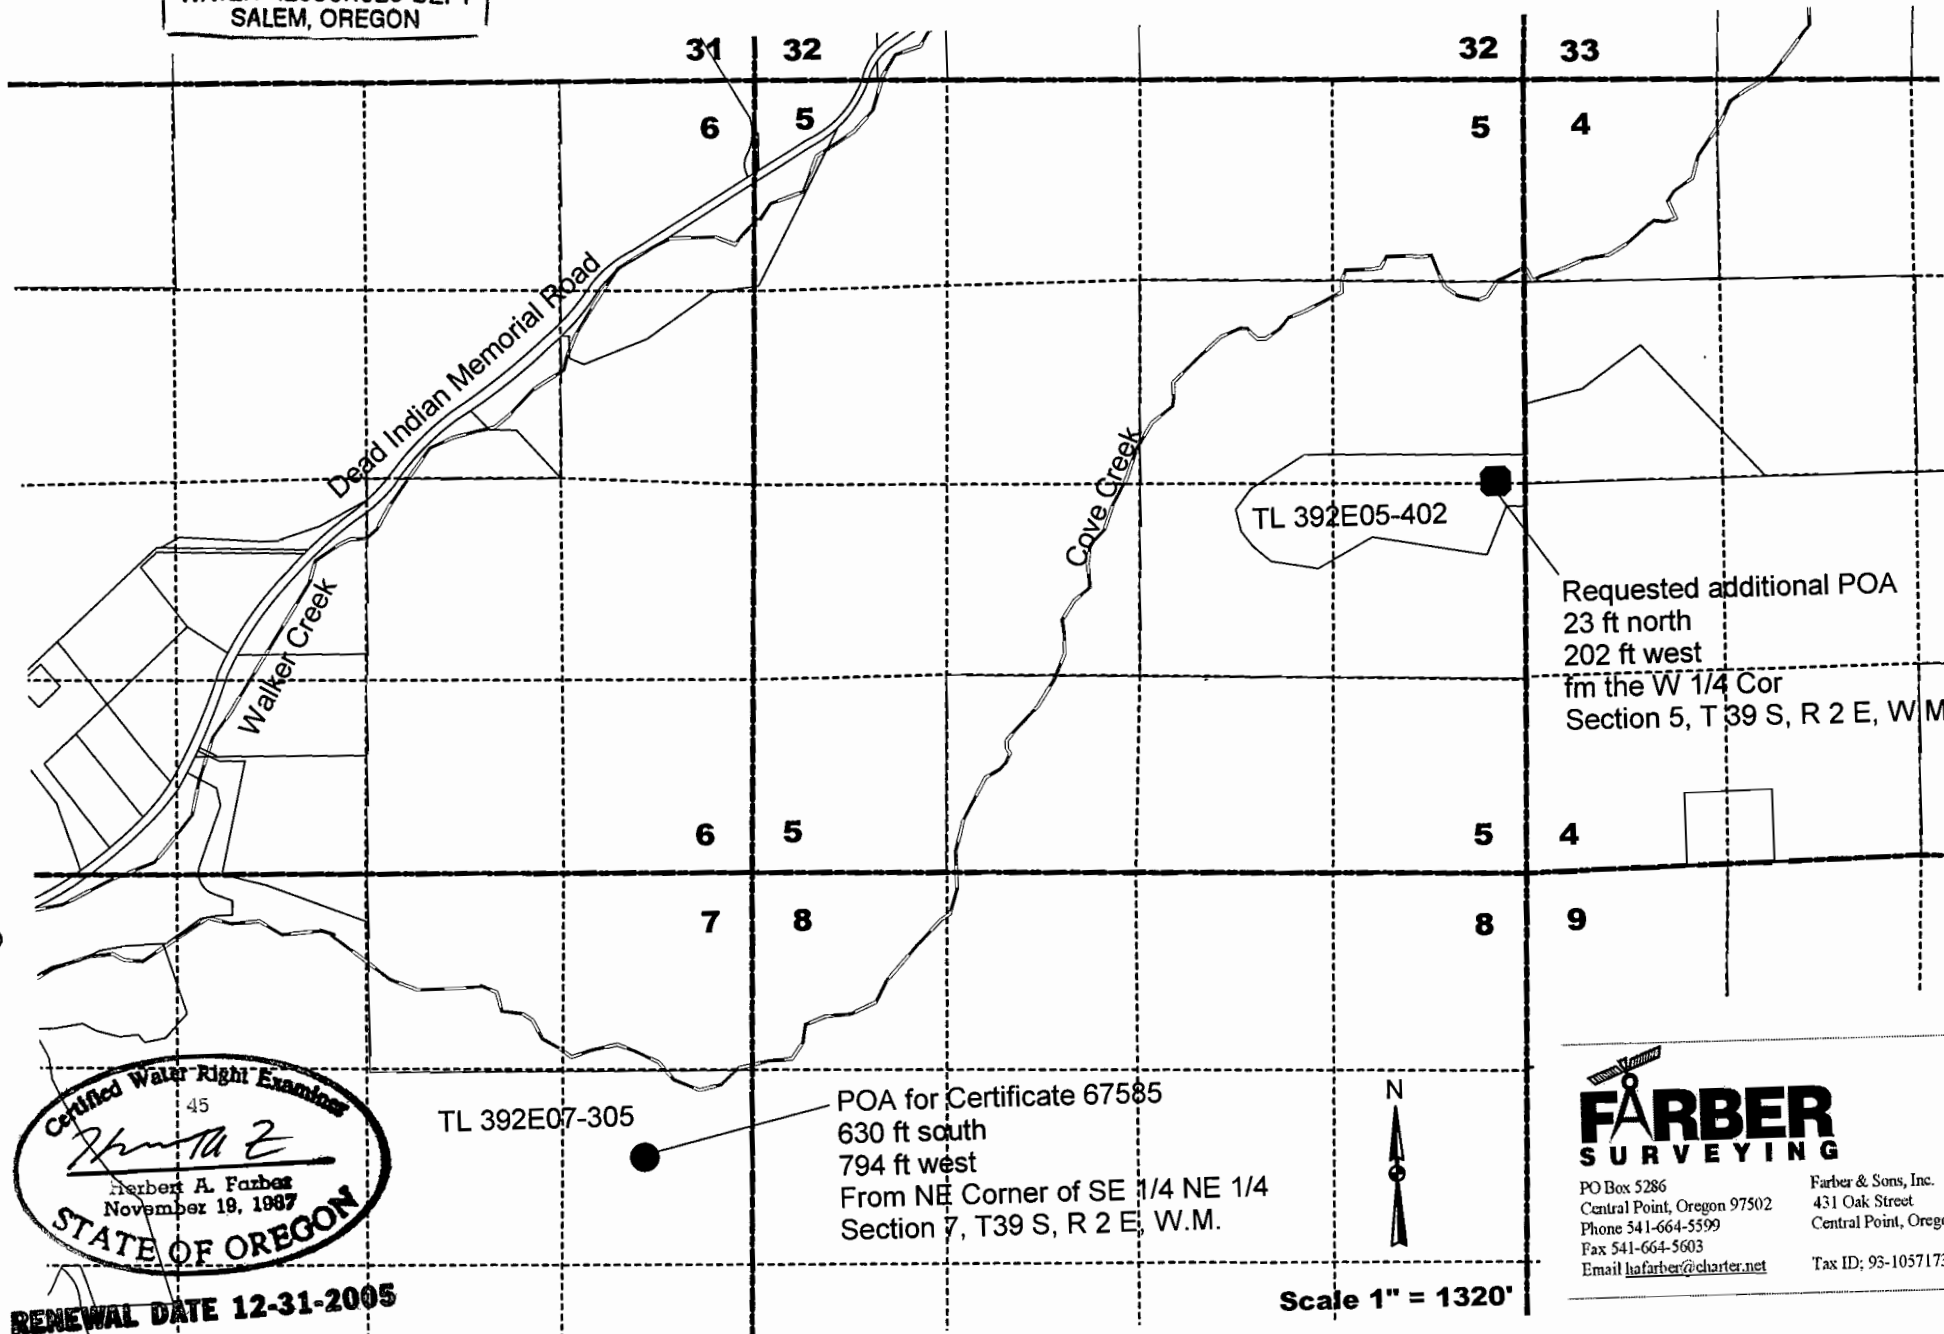 SALEM, OREGON
31 32
32 33
6 5
5 4
Dead Indian Memorial Road
Cove Creek
TL 392E05-402
Requested additional POA
23 ft north
202 ft west
fm the W 1/4 Cor
Section 5, T 39 S, R 2 E, W.M
Walker Creek
6 5
5 4
7 8
8 9
TL 392E07-305
POA for Certificate 67585
630 ft south
794 ft west
From NE Corner of SE 1/4 NE 1/4
Section 7, T39 S, R 2 E, W.M.
N
Scale 1" = 1320'
Certified Water Right Examiner
45
Herbert A. Farber
November 19, 1987
STATE OF OREGON
RENEWAL DATE 12-31-2005
FARBER
SURVEYING
PO Box 5286
Central Point, Oregon 97502
Phone 541-664-5599
Fax 541-664-5603
Email hafarber@charter.net
Farber & Sons, Inc.
431 Oak Street
Central Point, Orego
Tax ID; 93-1057173